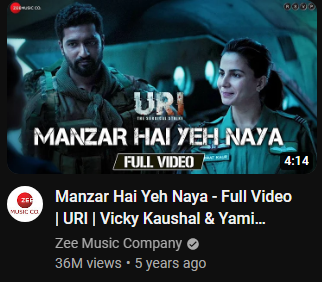 ZEE MUSIC CO.
RSVP
URI
THE SURGICAL STRIKE
MANZAR HAI YEH NAYA
FULL VIDEO
4:14
ZEE
MUSIC CO.
Manzar Hai Yeh Naya - Full Video
| URI | Vicky Kaushal & Yami...
Zee Music Company
36M views • 5 years ago